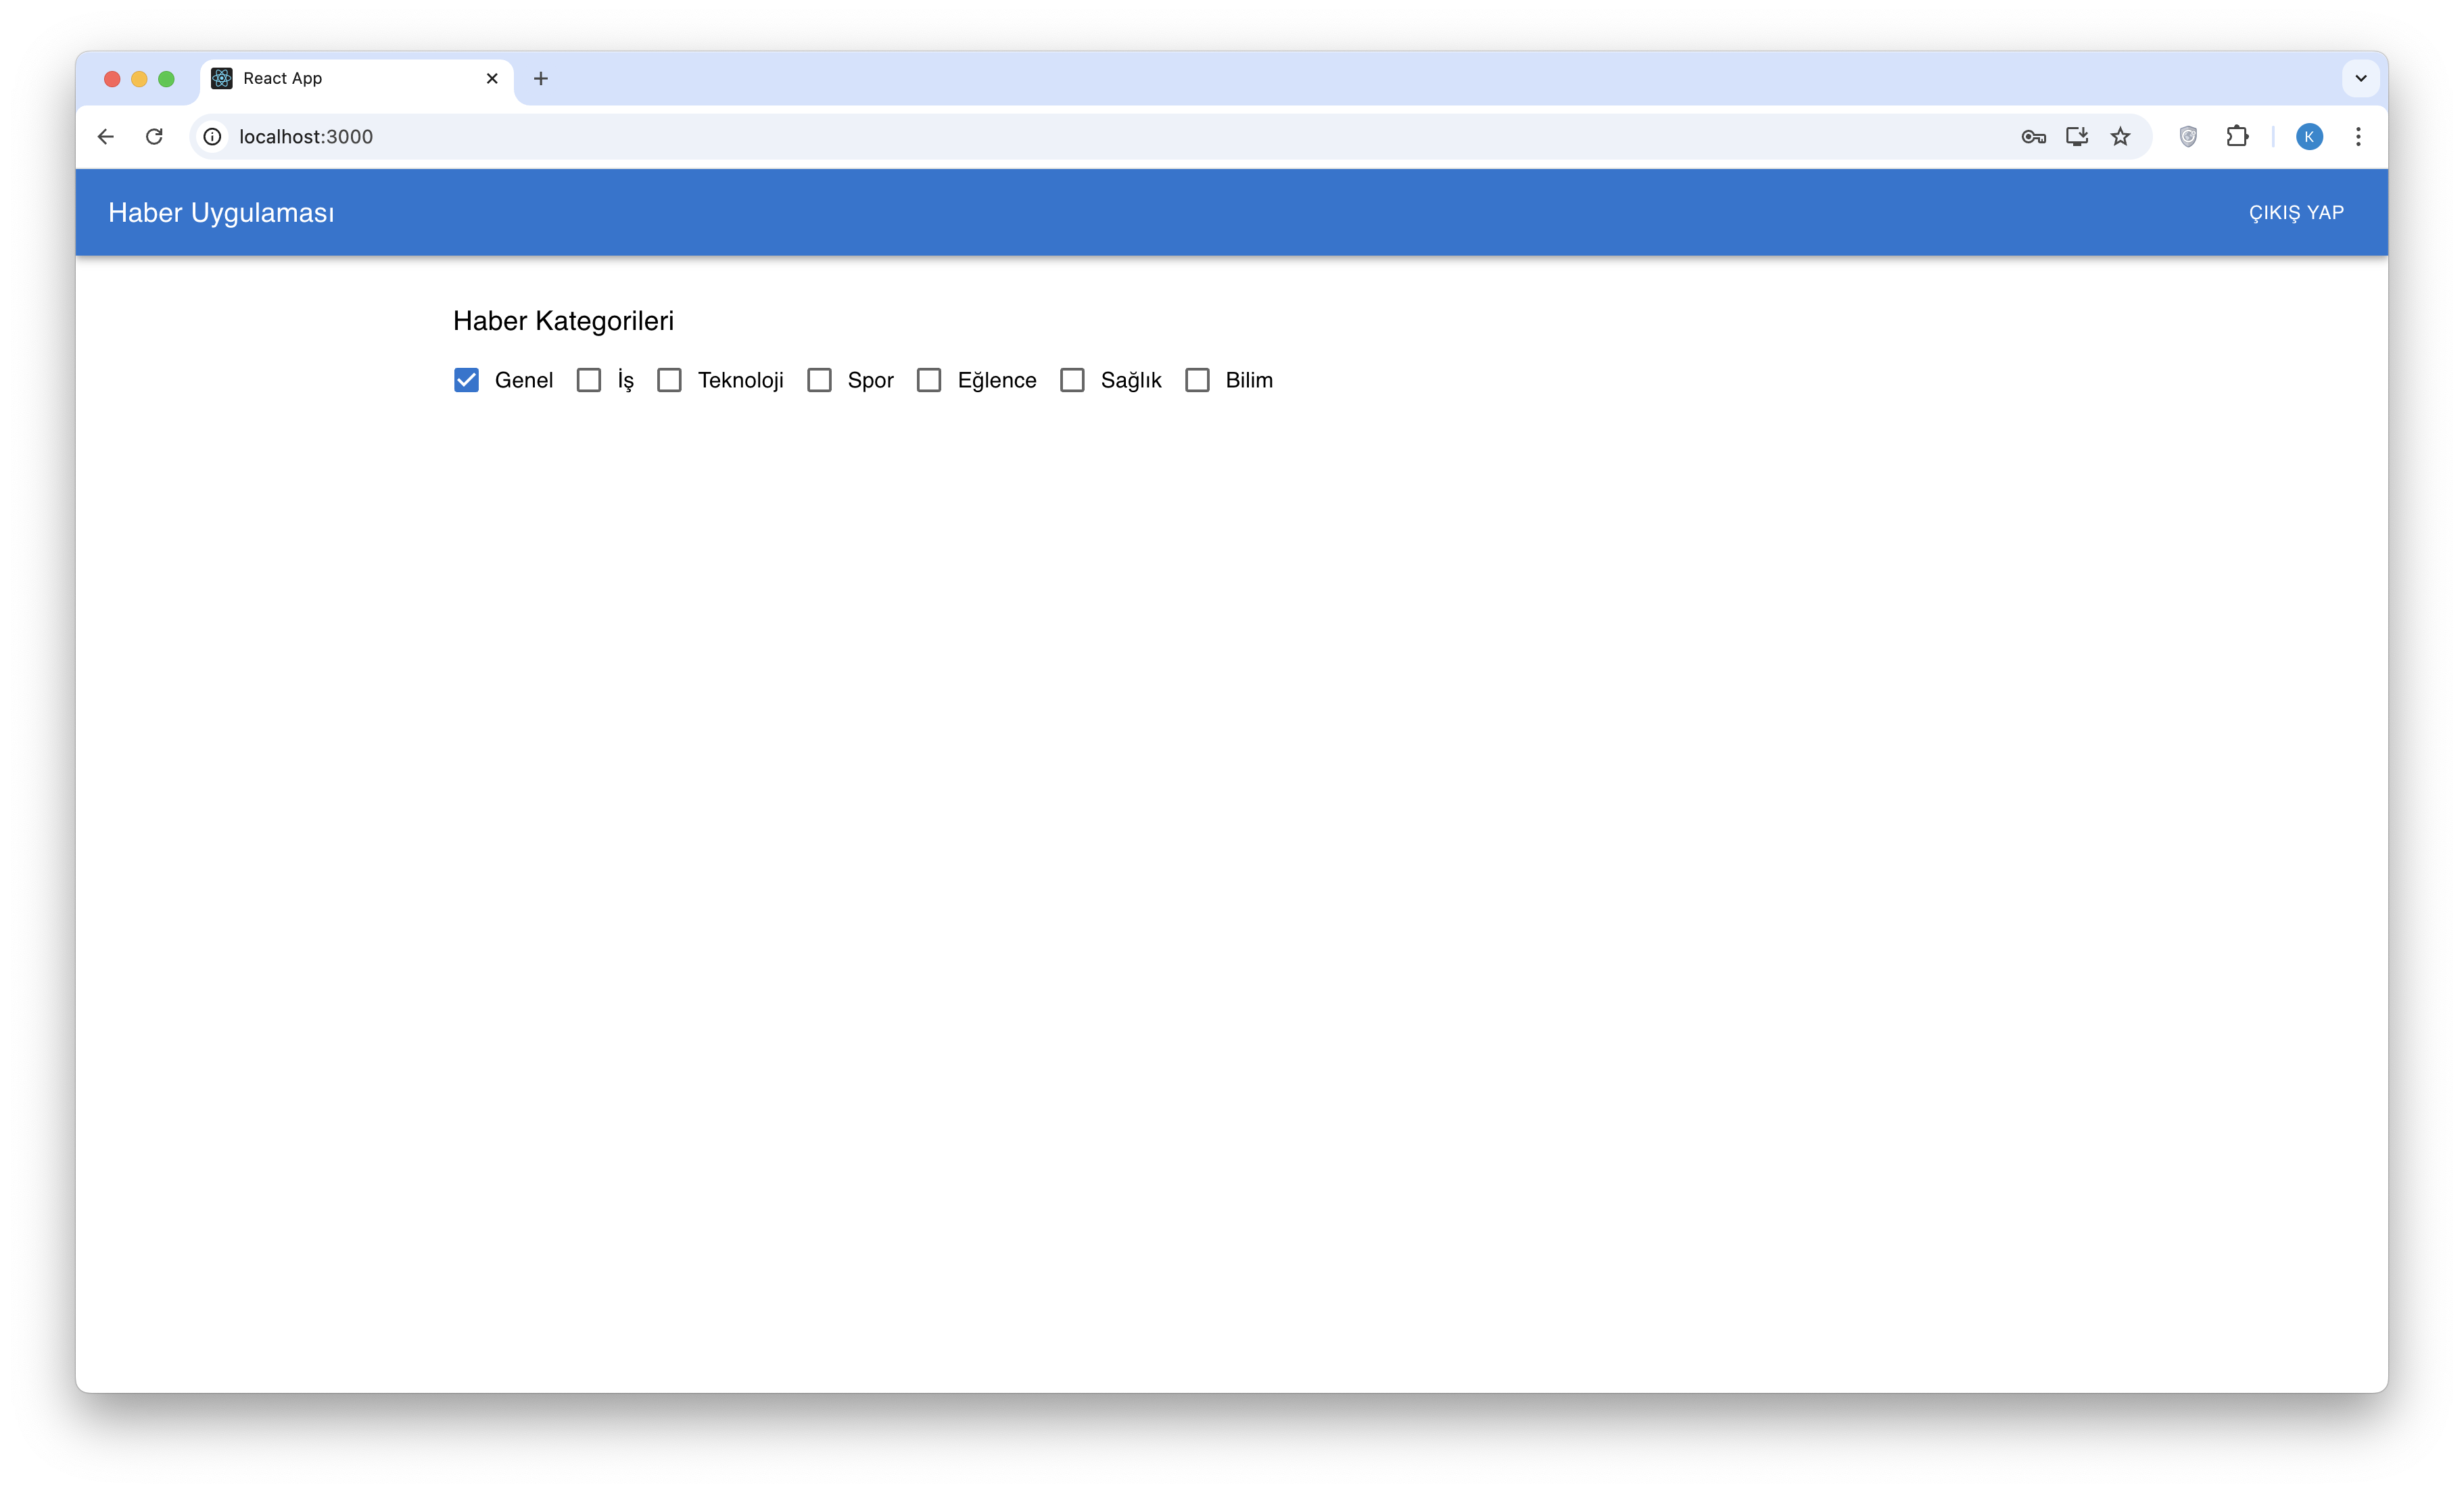 React App
localhost:3000
K
Haber Uygulaması
ÇIKIŞ YAP
Haber Kategorileri
Genel İş Teknoloji Spor Eğlence Sağlık Bilim